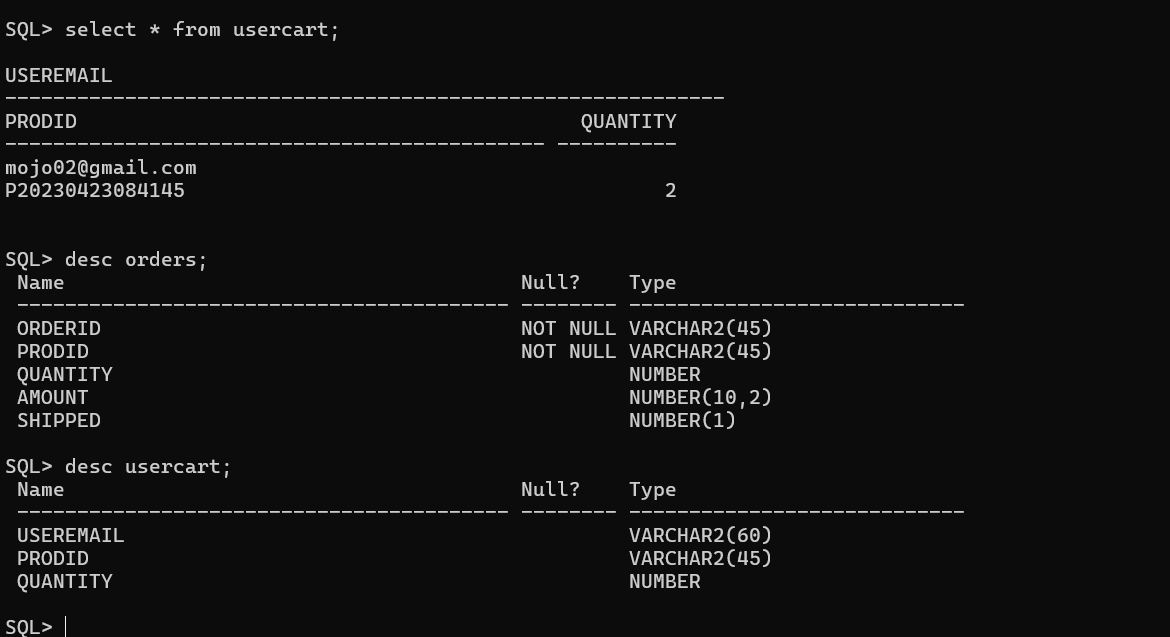 SQL> select * from usercart;
USEREMAIL
------------------------------------------------------------
PRODID                                          QUANTITY
--------------------------------------------- ----------
mojo02@gmail.com
P20230423084145                                        2
SQL> desc orders;
 Name                                      Null?    Type
 ----------------------------------------- -------- ----------------------------
 ORDERID                                   NOT NULL VARCHAR2(45)
 PRODID                                    NOT NULL VARCHAR2(45)
 QUANTITY                                           NUMBER
 AMOUNT                                             NUMBER(10,2)
 SHIPPED                                            NUMBER(1)
SQL> desc usercart;
 Name                                      Null?    Type
 ----------------------------------------- -------- ----------------------------
 USEREMAIL                                          VARCHAR2(60)
 PRODID                                             VARCHAR2(45)
 QUANTITY                                           NUMBER
SQL>